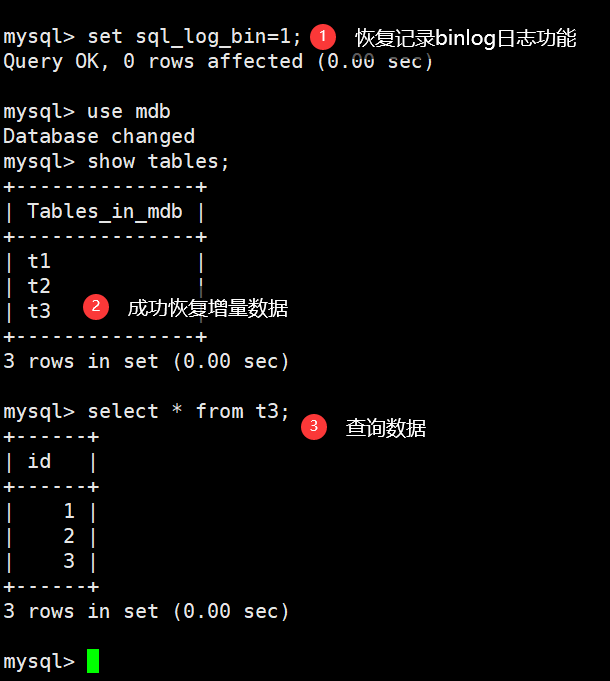 mysql> set sql_log_bin=1; 1 恢复记录binlog日志功能
Query OK, 0 rows affected (0.00 sec)
mysql> use mdb
Database changed
mysql> show tables;
+---------------+
| Tables_in_mdb |
+---------------+
| t1            |
| t2            |
| t3            | 2 成功恢复增量数据
+---------------+
3 rows in set (0.00 sec)
mysql> select * from t3; 3 查询数据
+------+
| id   |
+------+
|    1 |
|    2 |
|    3 |
+------+
3 rows in set (0.00 sec)
mysql>